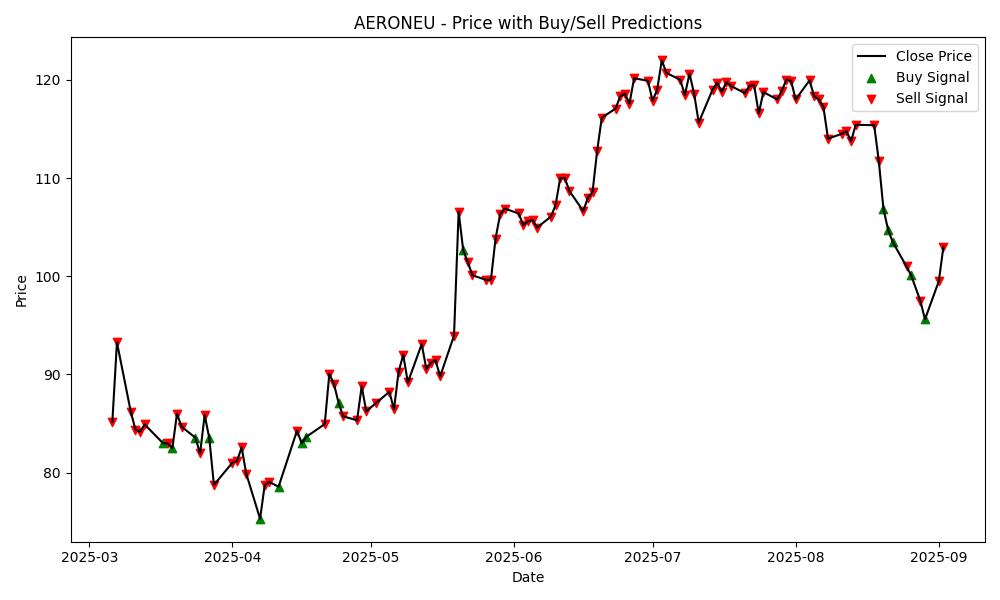 AERONEU - Price with Buy/Sell Predictions
Close Price
Buy Signal
Sell Signal
Price
120
110
100
90
80
2025-03
2025-04
2025-05
2025-06
2025-07
2025-08
2025-09
Date